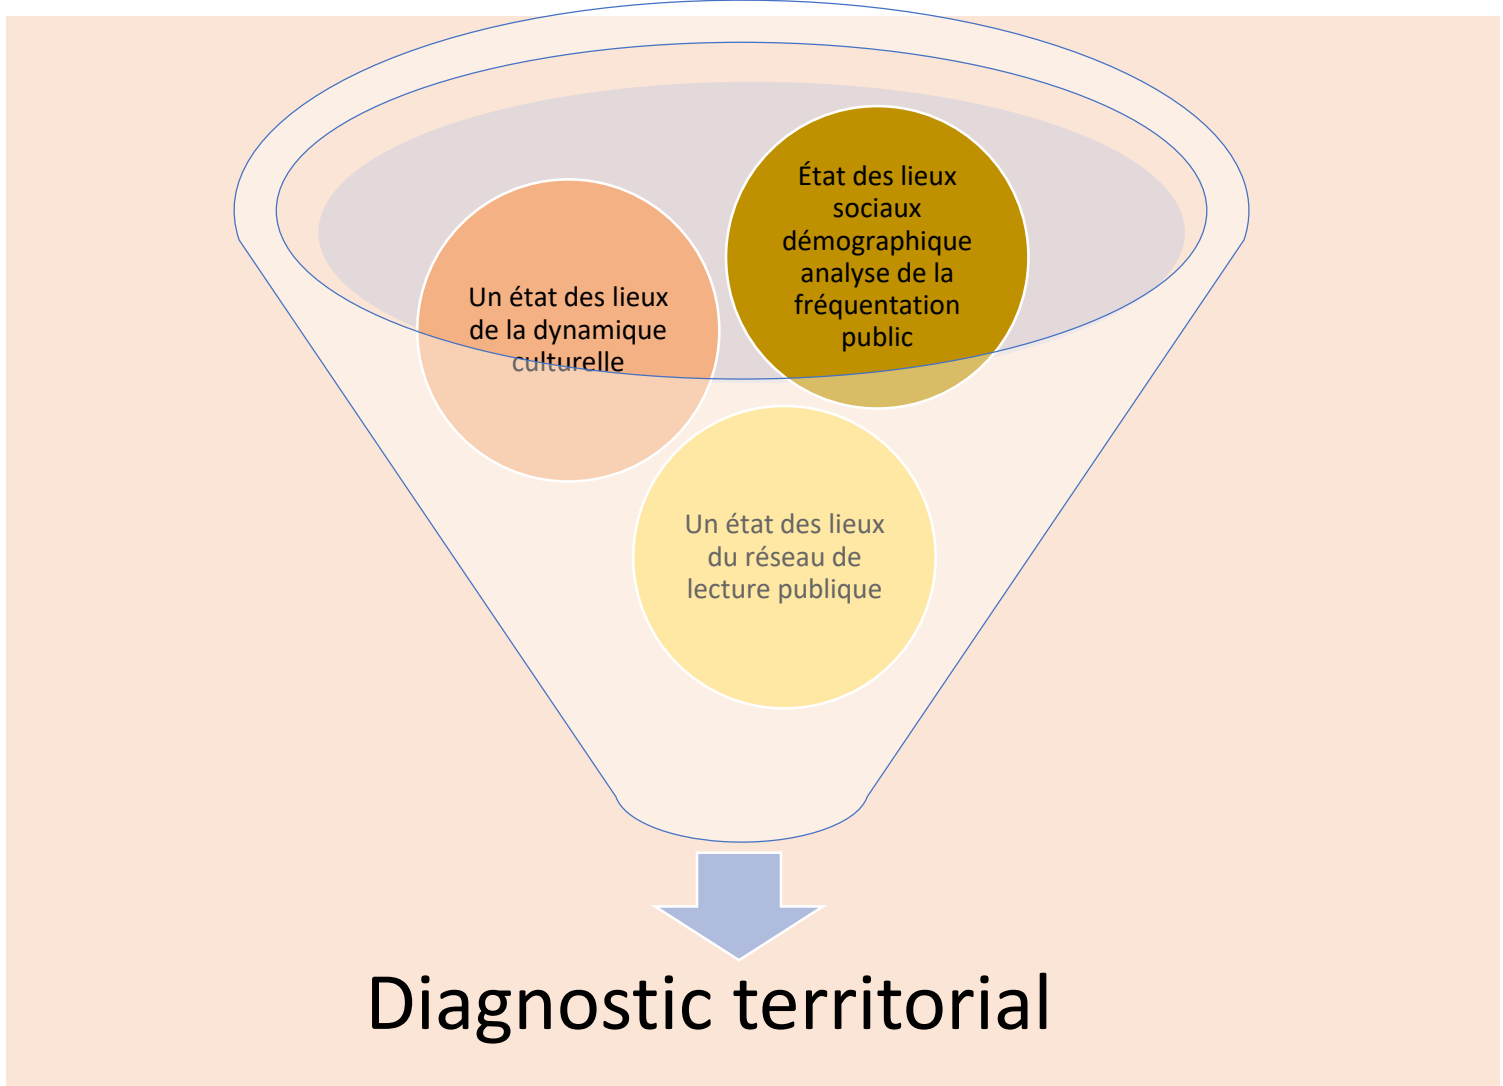 État des lieux
sociaux
démographique
analyse de la
fréquentation
public
Un état des lieux
de la dynamique
culturelle
Un état des lieux
du réseau de
lecture publique
Diagnostic territorial